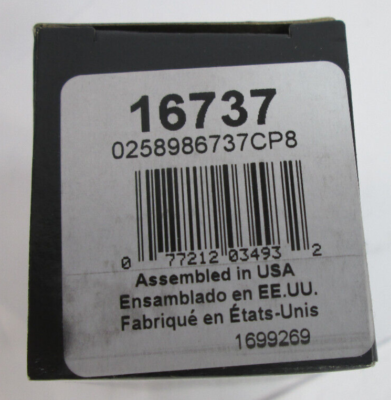 16737
0258986737CP8
0 77212 03493 2
Assembled in USA
Ensamblado en EE.UU.
Fabriqué en États-Unis
1699269